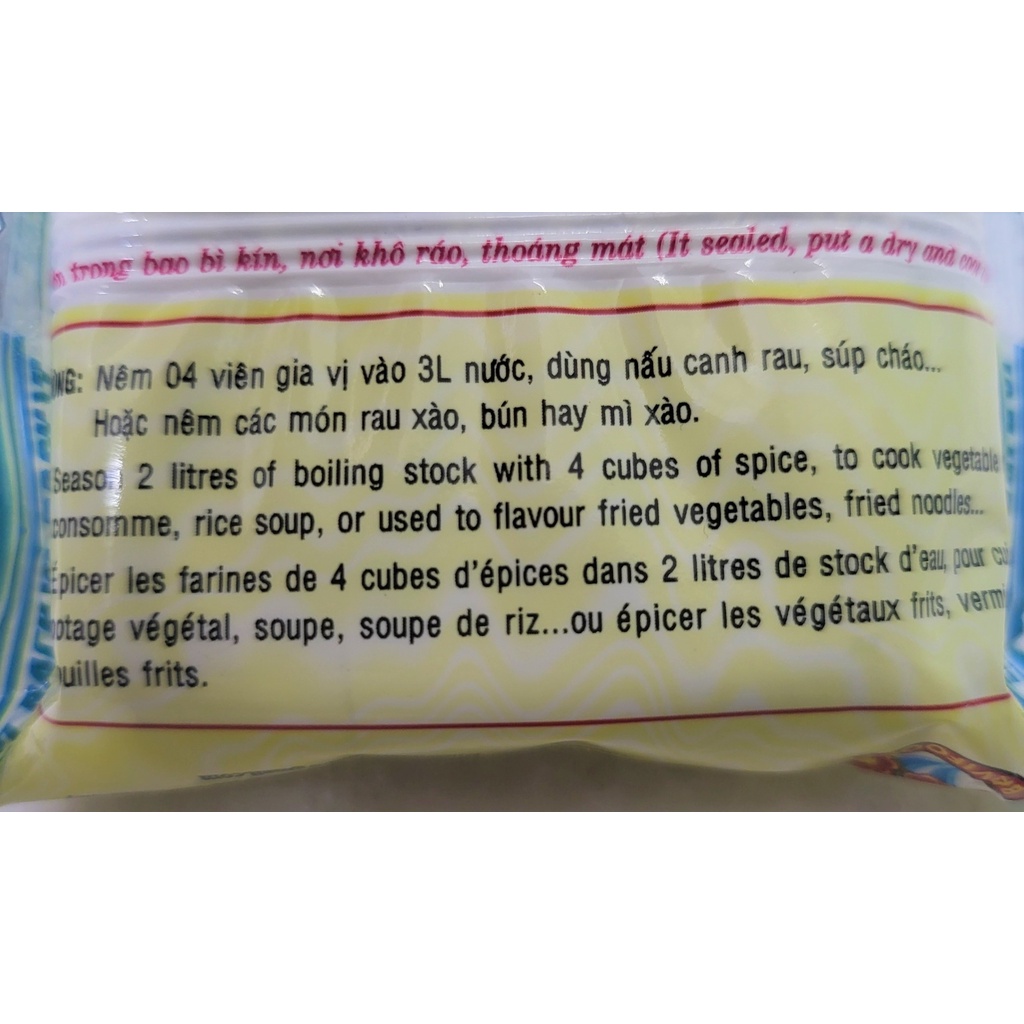 trong bao bì kín, nơi khô ráo, thoáng mát (It sealed, put a dry and
Nêm 04 viên gia vị vào 3L nước, dùng nấu canh rau, súp cháo...
Hoặc nêm các món rau xào, bún hay mì xào.
Season 2 litres of boiling stock with 4 cubes of spice, to cook vegetable
consomme, rice soup, or used to flavour fried vegetables, fried noodles...
Épicer les farines de 4 cubes d'épices dans 2 litres de stock d'eau, pour
végétal, soupe, soupe de riz...ou épicer les végétaux frits,
frits.